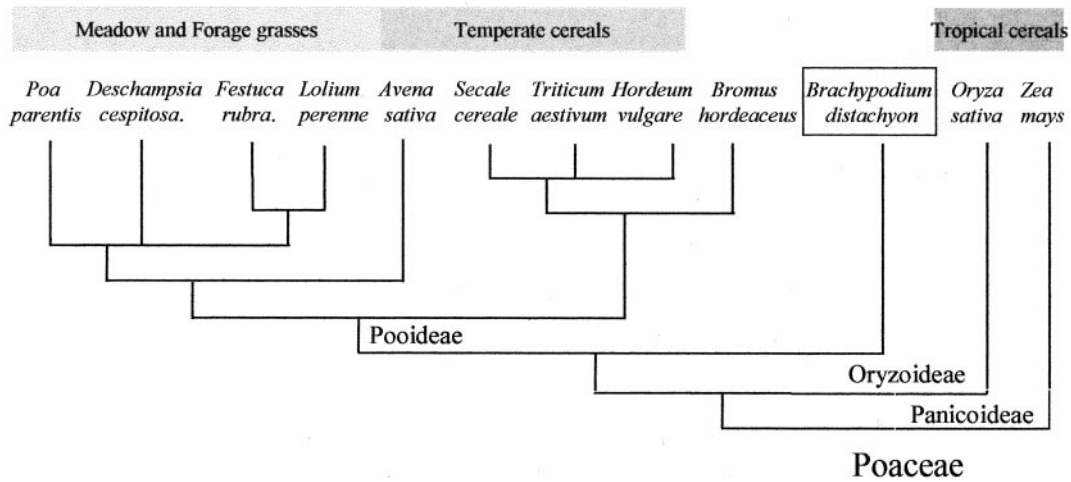 Meadow and Forage grasses
Temperate cereals
Tropical cereals
Poa
parentis
Deschampsia
cespitosa.
Festuca
rubra.
Lolium
perenne
Avena
sativa
Secale
cereale
Triticum
aestivum
Hordeum
vulgare
Bromus
hordeaceus
Brachypodium
distachyon
Oryza
sativa
Zea
mays
Pooideae
Oryzoideae
Panicoideae
Poaceae